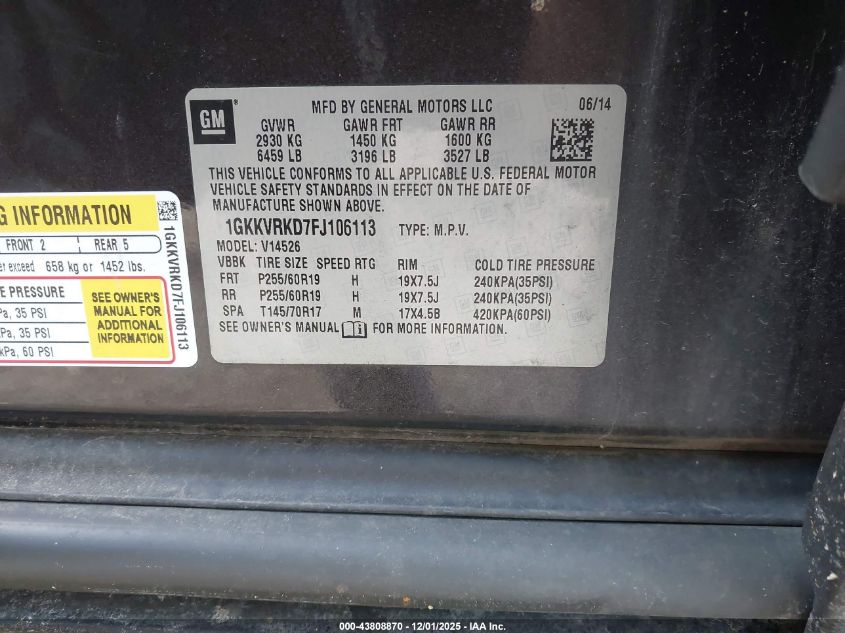 GM
MFD BY GENERAL MOTORS LLC 06/14
GVWR GAWR FRT GAWR RR
2930 KG 1450 KG 1600 KG
6459 LB 3196 LB 3527 LB
THIS VEHICLE CONFORMS TO ALL APPLICABLE U.S. FEDERAL MOTOR
VEHICLE SAFETY STANDARDS IN EFFECT ON THE DATE OF
MANUFACTURE SHOWN ABOVE.
1GKKVRKD7FJ106113 TYPE: M.P.V.
MODEL: V14526
VBBK TIRE SIZE SPEED RTG RIM COLD TIRE PRESSURE
FRT P255/60R19 H 19X7.5J 240KPA(35PSI)
RR P255/60R19 H 19X7.5J 240KPA(35PSI)
SPA T145/70R17 M 17X4.5B 420KPA(60PSI)
SEE OWNER'S MANUAL FOR MORE INFORMATION.
G INFORMATION
FRONT 2 REAR 5
er exceed 658 kg or 1452 lbs.
E PRESSURE
Pa, 35 PSI
Pa, 35 PSI
kPa, 60 PSI
SEE OWNER'S
MANUAL FOR
ADDITIONAL
INFORMATION
1GKKVRKD7FJ106113
000-43808870 - 12/01/2025 - IAA Inc.